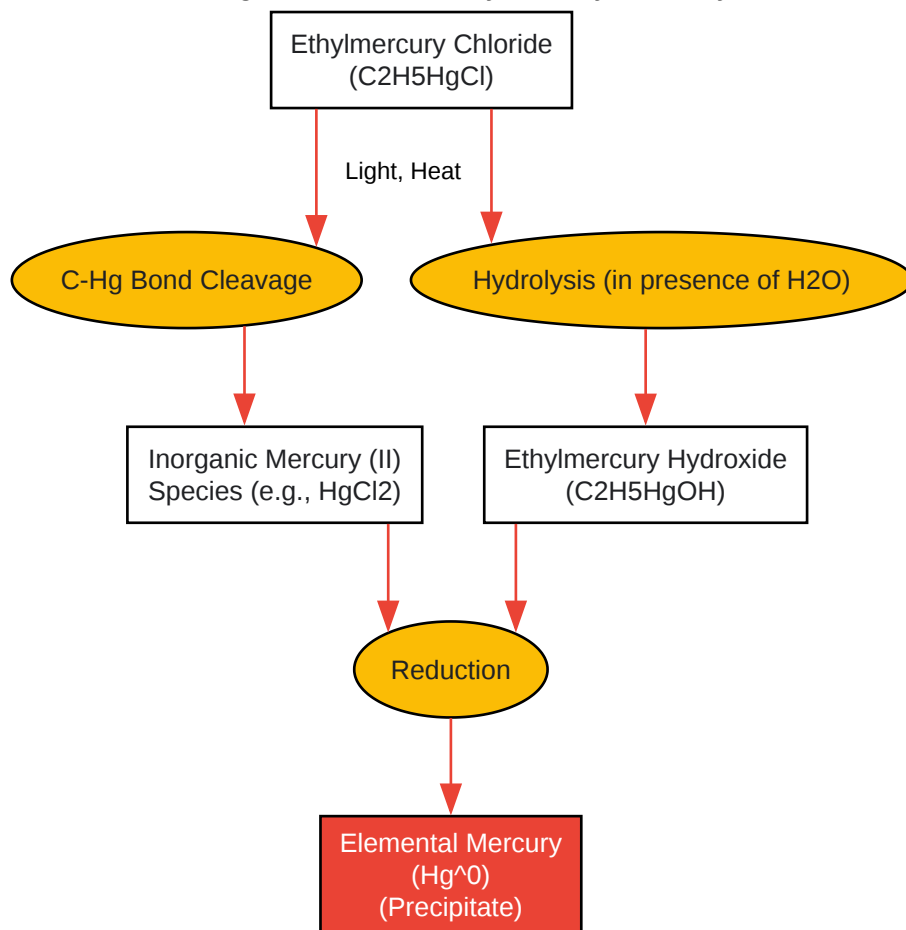 Ethylmercury Chloride
(C2H5HgCl)
Light, Heat
C-Hg Bond Cleavage
Hydrolysis (in presence of H2O)
Inorganic Mercury (II)
Species (e.g., HgCl2)
Ethylmercury Hydroxide
(C2H5HgOH)
Reduction
Elemental Mercury
(Hg^0)
(Precipitate)